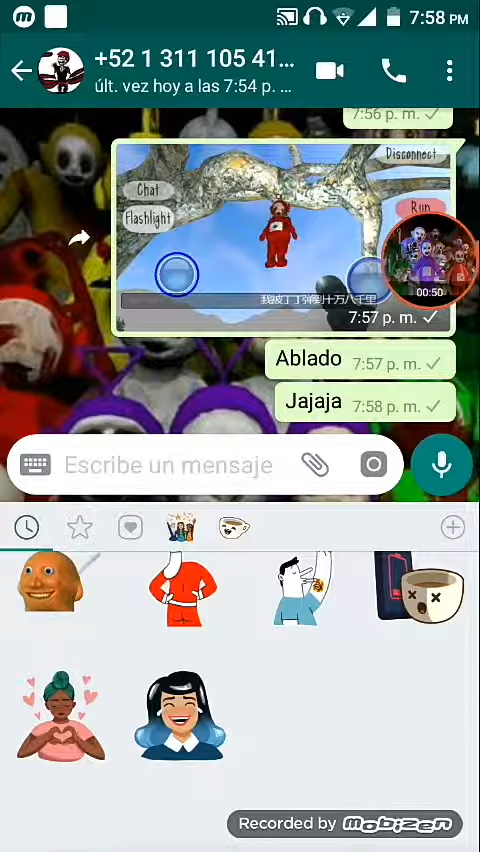 7:58 PM
+52 1 311 105 41...
últ. vez hoy a las 7:54 p. ...
7:56 p. m.
Disconnect
Chat
Run
Flashlight
00:50
7:57 p. m.
Ablado 7:57 p. m.
Jajaja 7:58 p. m.
Escribe un mensaje
Recorded by mobizen